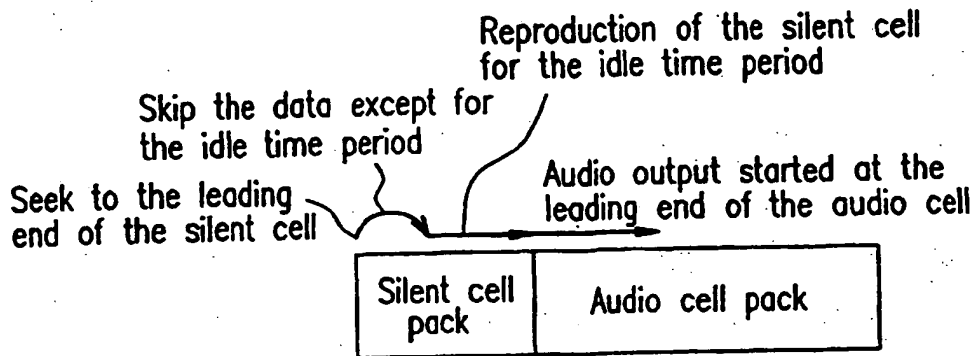 Reproduction of the silent cell
for the idle time period
Skip the data except for
the idle time period
Seek to the leading
end of the silent cell
Audio output started at the
leading end of the audio cell
Silent cell
pack
Audio cell pack